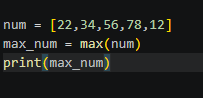 num = [22,34,56,78,12]
max_num = max(num)
print(max_num)